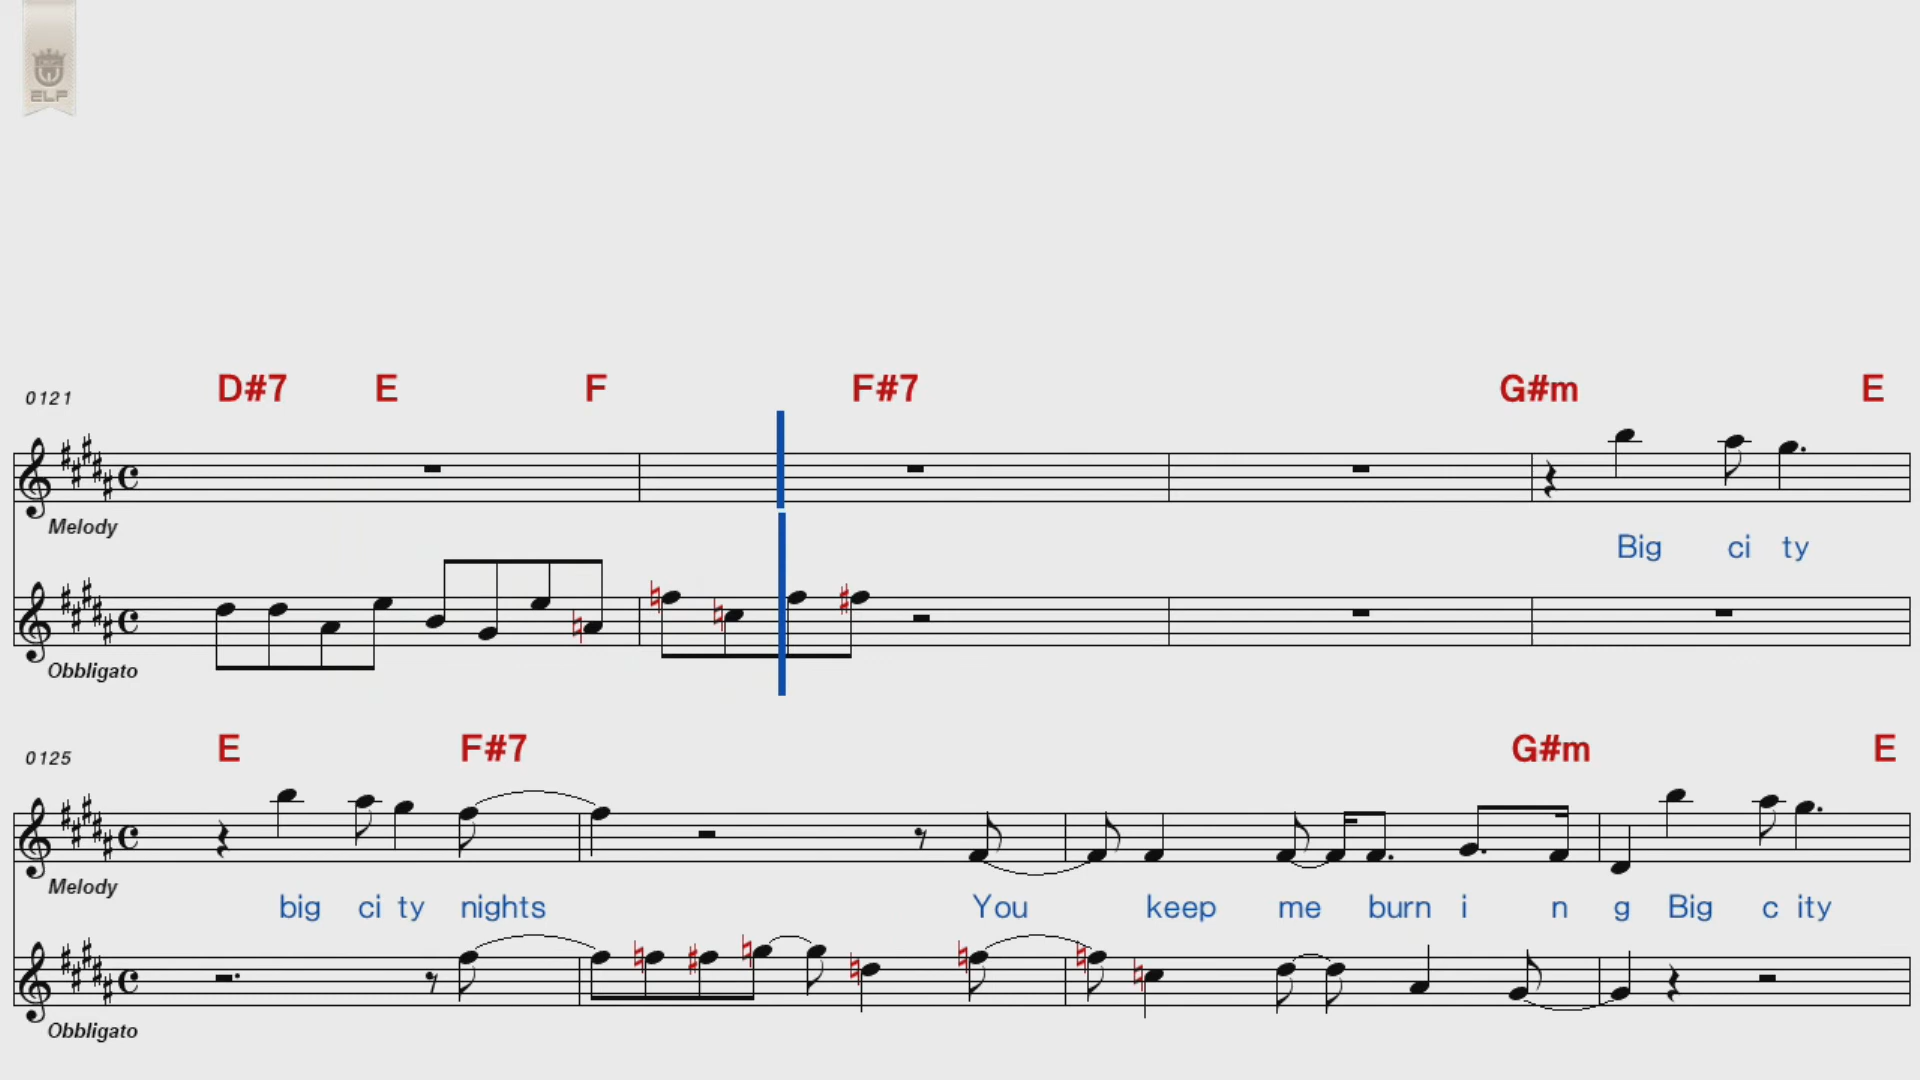 ELF
0121 D#7 E F F#7 G#m E
Melody
Big ci ty
Obbligato
0125 E F#7 G#m E
Melody
big ci ty nights You keep me burn i n g Big c ity
Obbligato